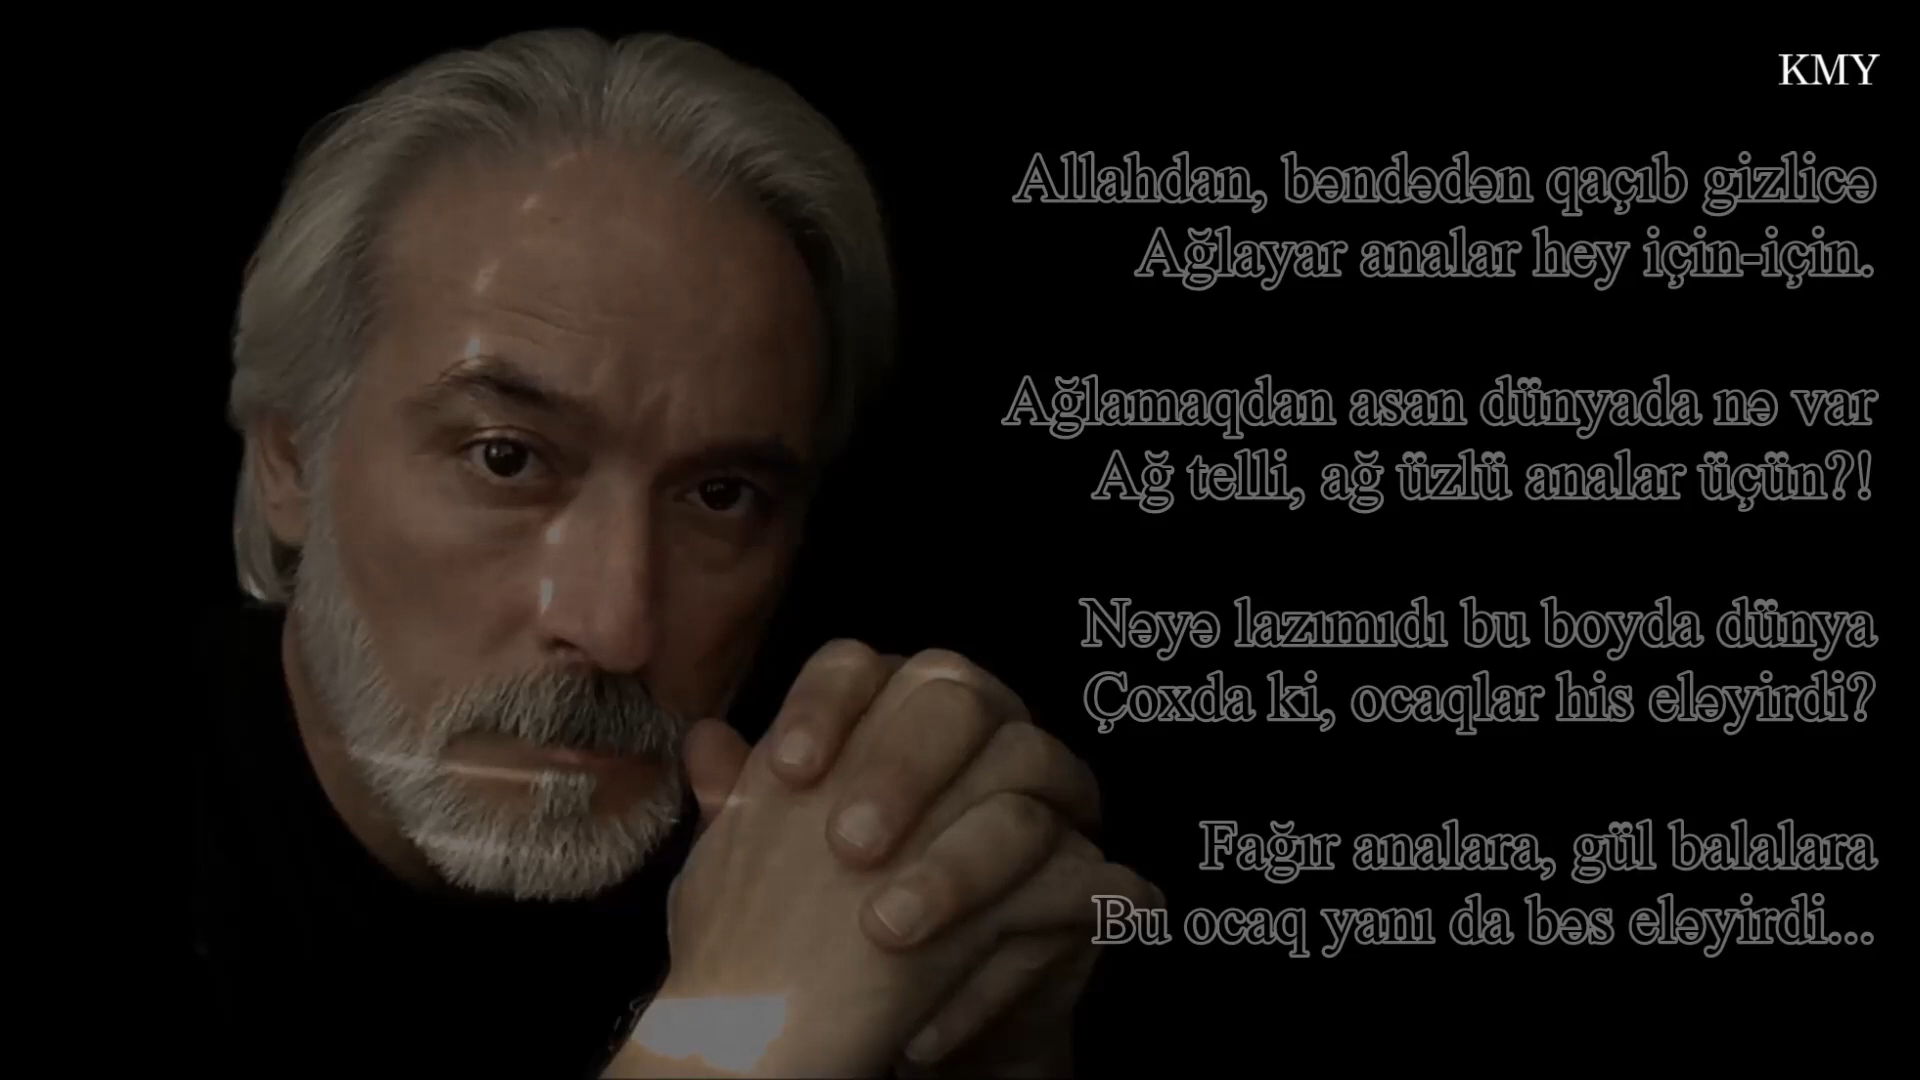 KMY
Allahdan, bəndədən qaçıb gizlicə
Ağlayar analar hey için-için.
Ağlamaqdan asan dünyada nə var
Ağ telli, ağ üzlü analar üçün?!
Nəyə lazımıdı bu boyda dünya
Çoxda ki, ocaqlar his eləyirdi?
Fağır analara, gül balalara
Bu ocaq yanı da bəs eləyirdi...